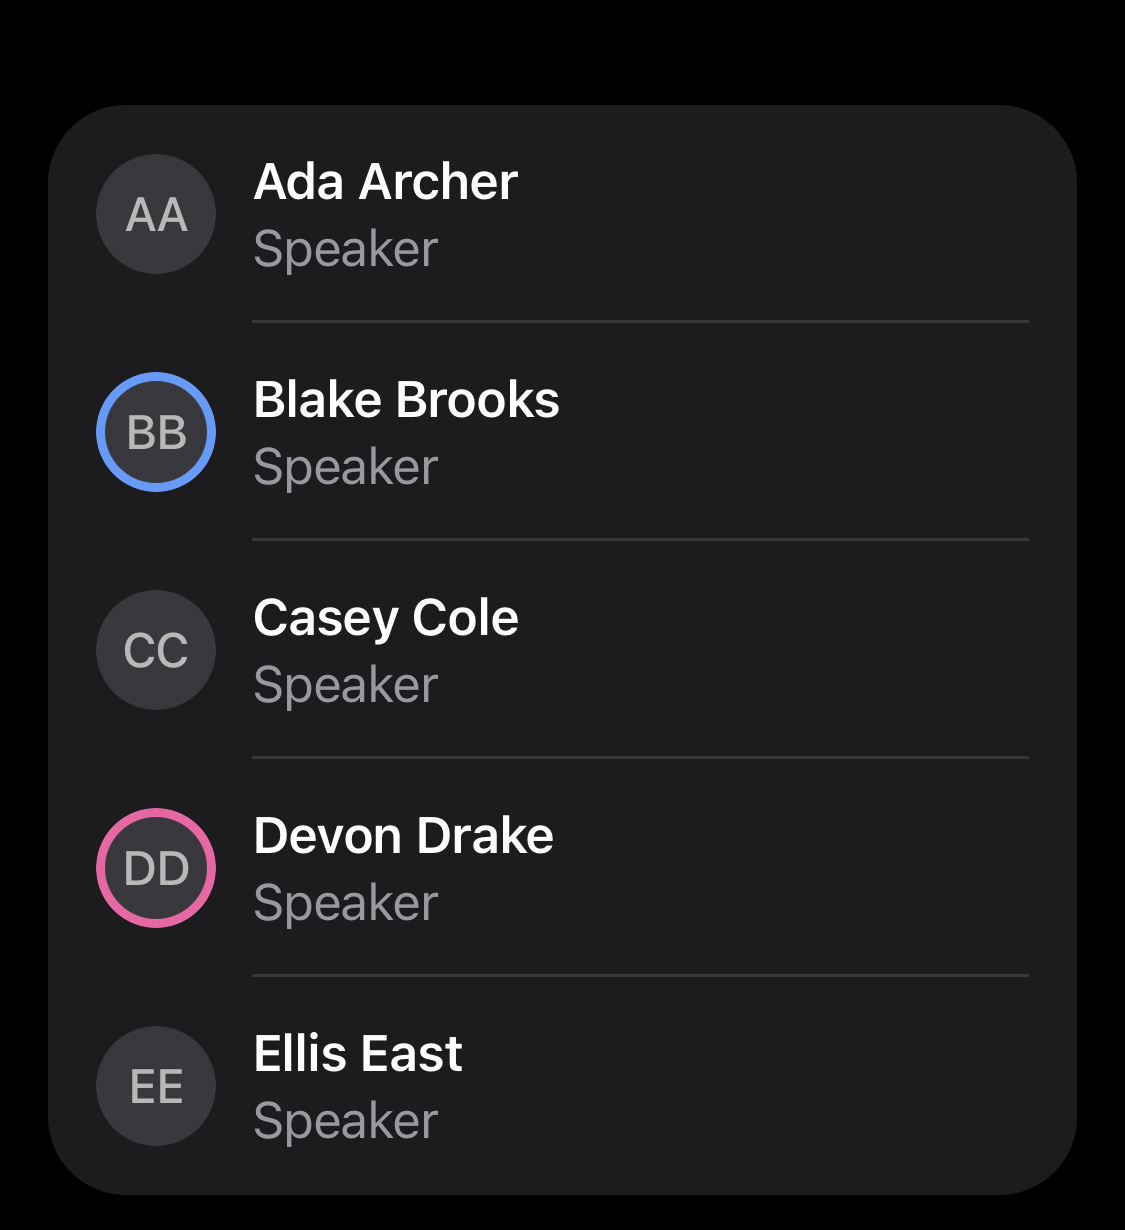 AA
Ada Archer
Speaker
BB
Blake Brooks
Speaker
CC
Casey Cole
Speaker
DD
Devon Drake
Speaker
EE
Ellis East
Speaker